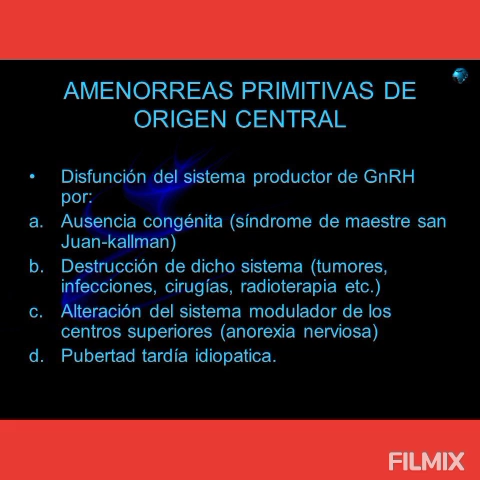 AMENORREAS PRIMITIVAS DE
ORIGEN CENTRAL
• Disfunción del sistema productor de GnRH
por:
a. Ausencia congénita (síndrome de maestre san
Juan-kallman)
b. Destrucción de dicho sistema (tumores,
infecciones, cirugías, radioterapia etc.)
c. Alteración del sistema modulador de los
centros superiores (anorexia nerviosa)
d. Pubertad tardía idiopatica.
FILMIX